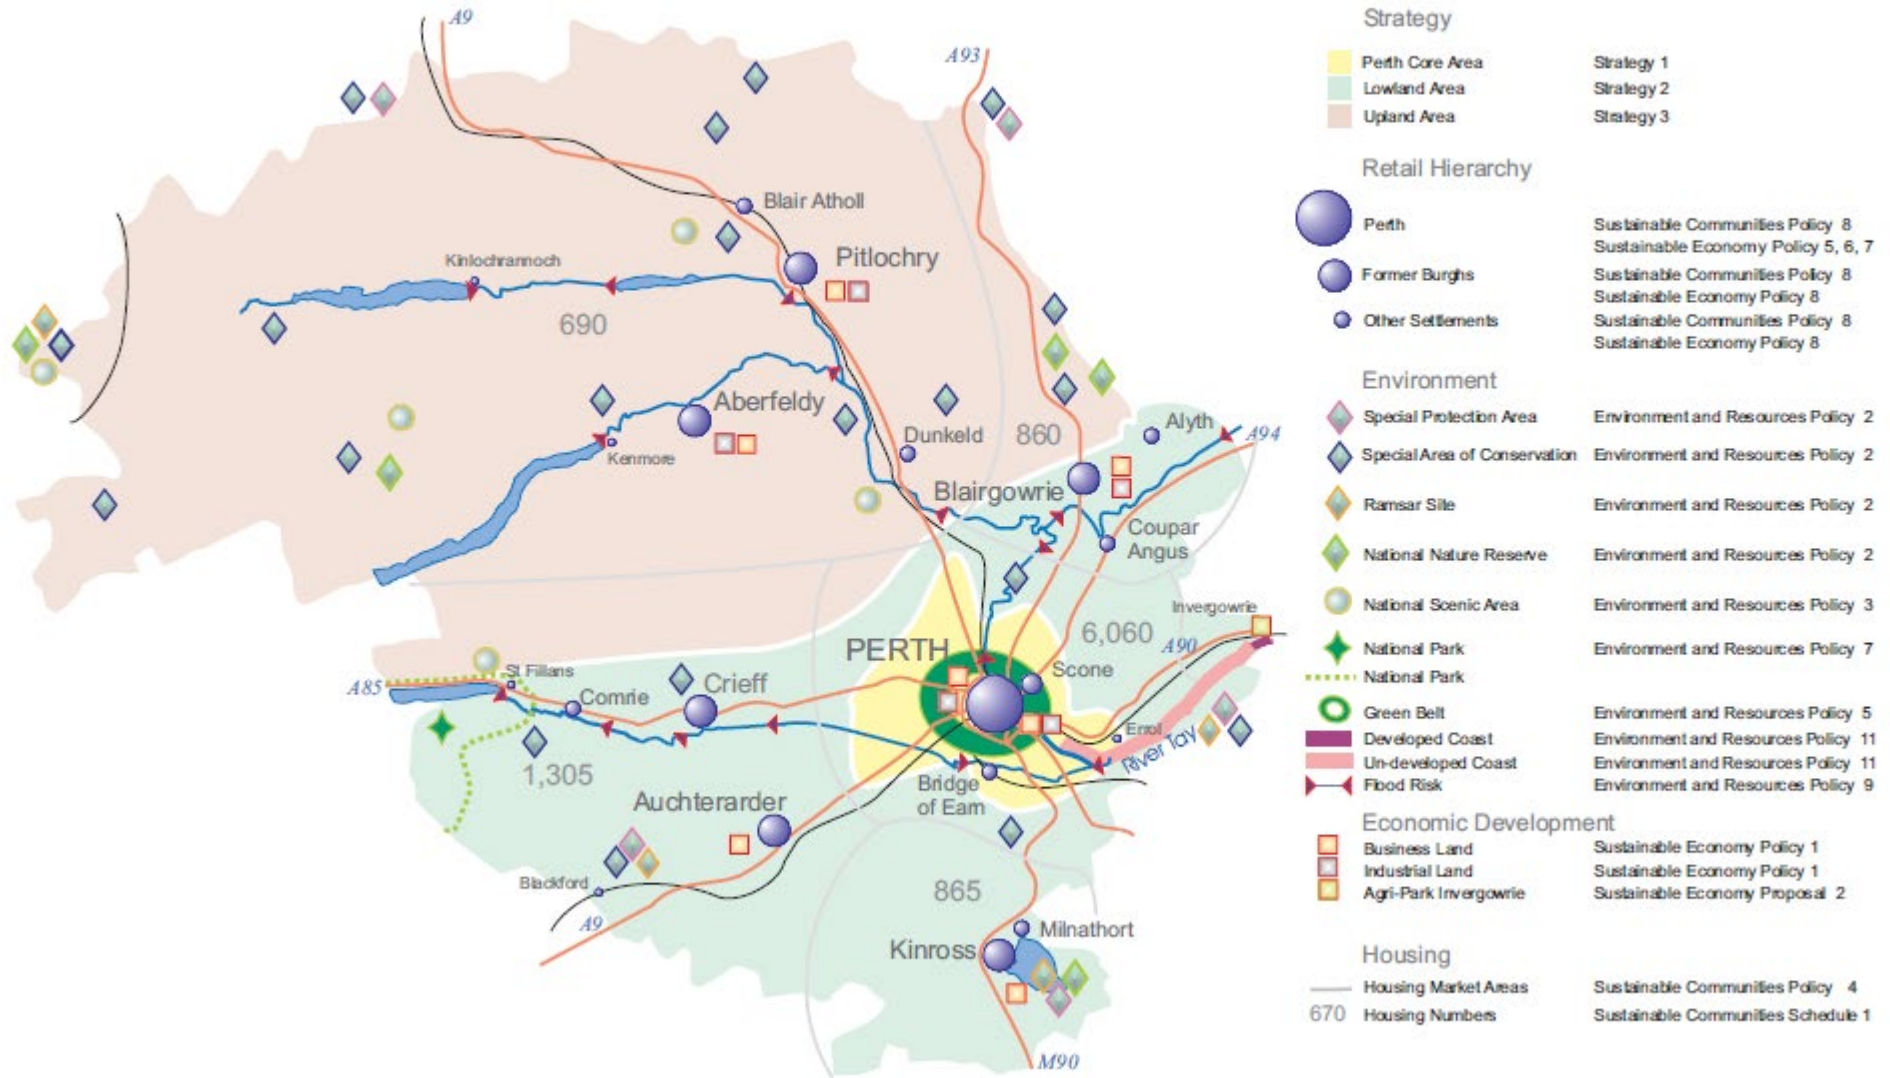 A9
A93
Blair Atholl
Kinlochrannoch
Pitlochry
690
Aberfeldy
Kenmore
Dunkeld
860
Alyth
A94
Blairgowrie
Coupar
Angus
Invergowrie
6,060
A90
PERTH
Scone
St Fillans
A85
Comrie
Crieff
Errol
River Tay
1,305
Bridge
of Earn
Auchterarder
Blackford
A9
865
Milnathort
Kinross
M90
Strategy
Perth Core Area Strategy 1
Lowland Area Strategy 2
Upland Area Strategy 3
Retail Hierarchy
Perth Sustainable Communities Policy 8
Sustainable Economy Policy 5, 6, 7
Former Burghs Sustainable Communities Policy 8
Sustainable Economy Policy 8
Other Settlements Sustainable Communities Policy 8
Sustainable Economy Policy 8
Environment
Special Protection Area Environment and Resources Policy 2
Special Area of Conservation Environment and Resources Policy 2
Ramsar Site Environment and Resources Policy 2
National Nature Reserve Environment and Resources Policy 2
National Scenic Area Environment and Resources Policy 3
National Park Environment and Resources Policy 7
National Park
Green Belt Environment and Resources Policy 5
Developed Coast Environment and Resources Policy 11
Un-developed Coast Environment and Resources Policy 11
Flood Risk Environment and Resources Policy 9
Economic Development
Business Land Sustainable Economy Policy 1
Industrial Land Sustainable Economy Policy 1
Agri-Park Invergowrie Sustainable Economy Proposal 2
Housing
Housing Market Areas Sustainable Communities Policy 4
670 Housing Numbers Sustainable Communities Schedule 1